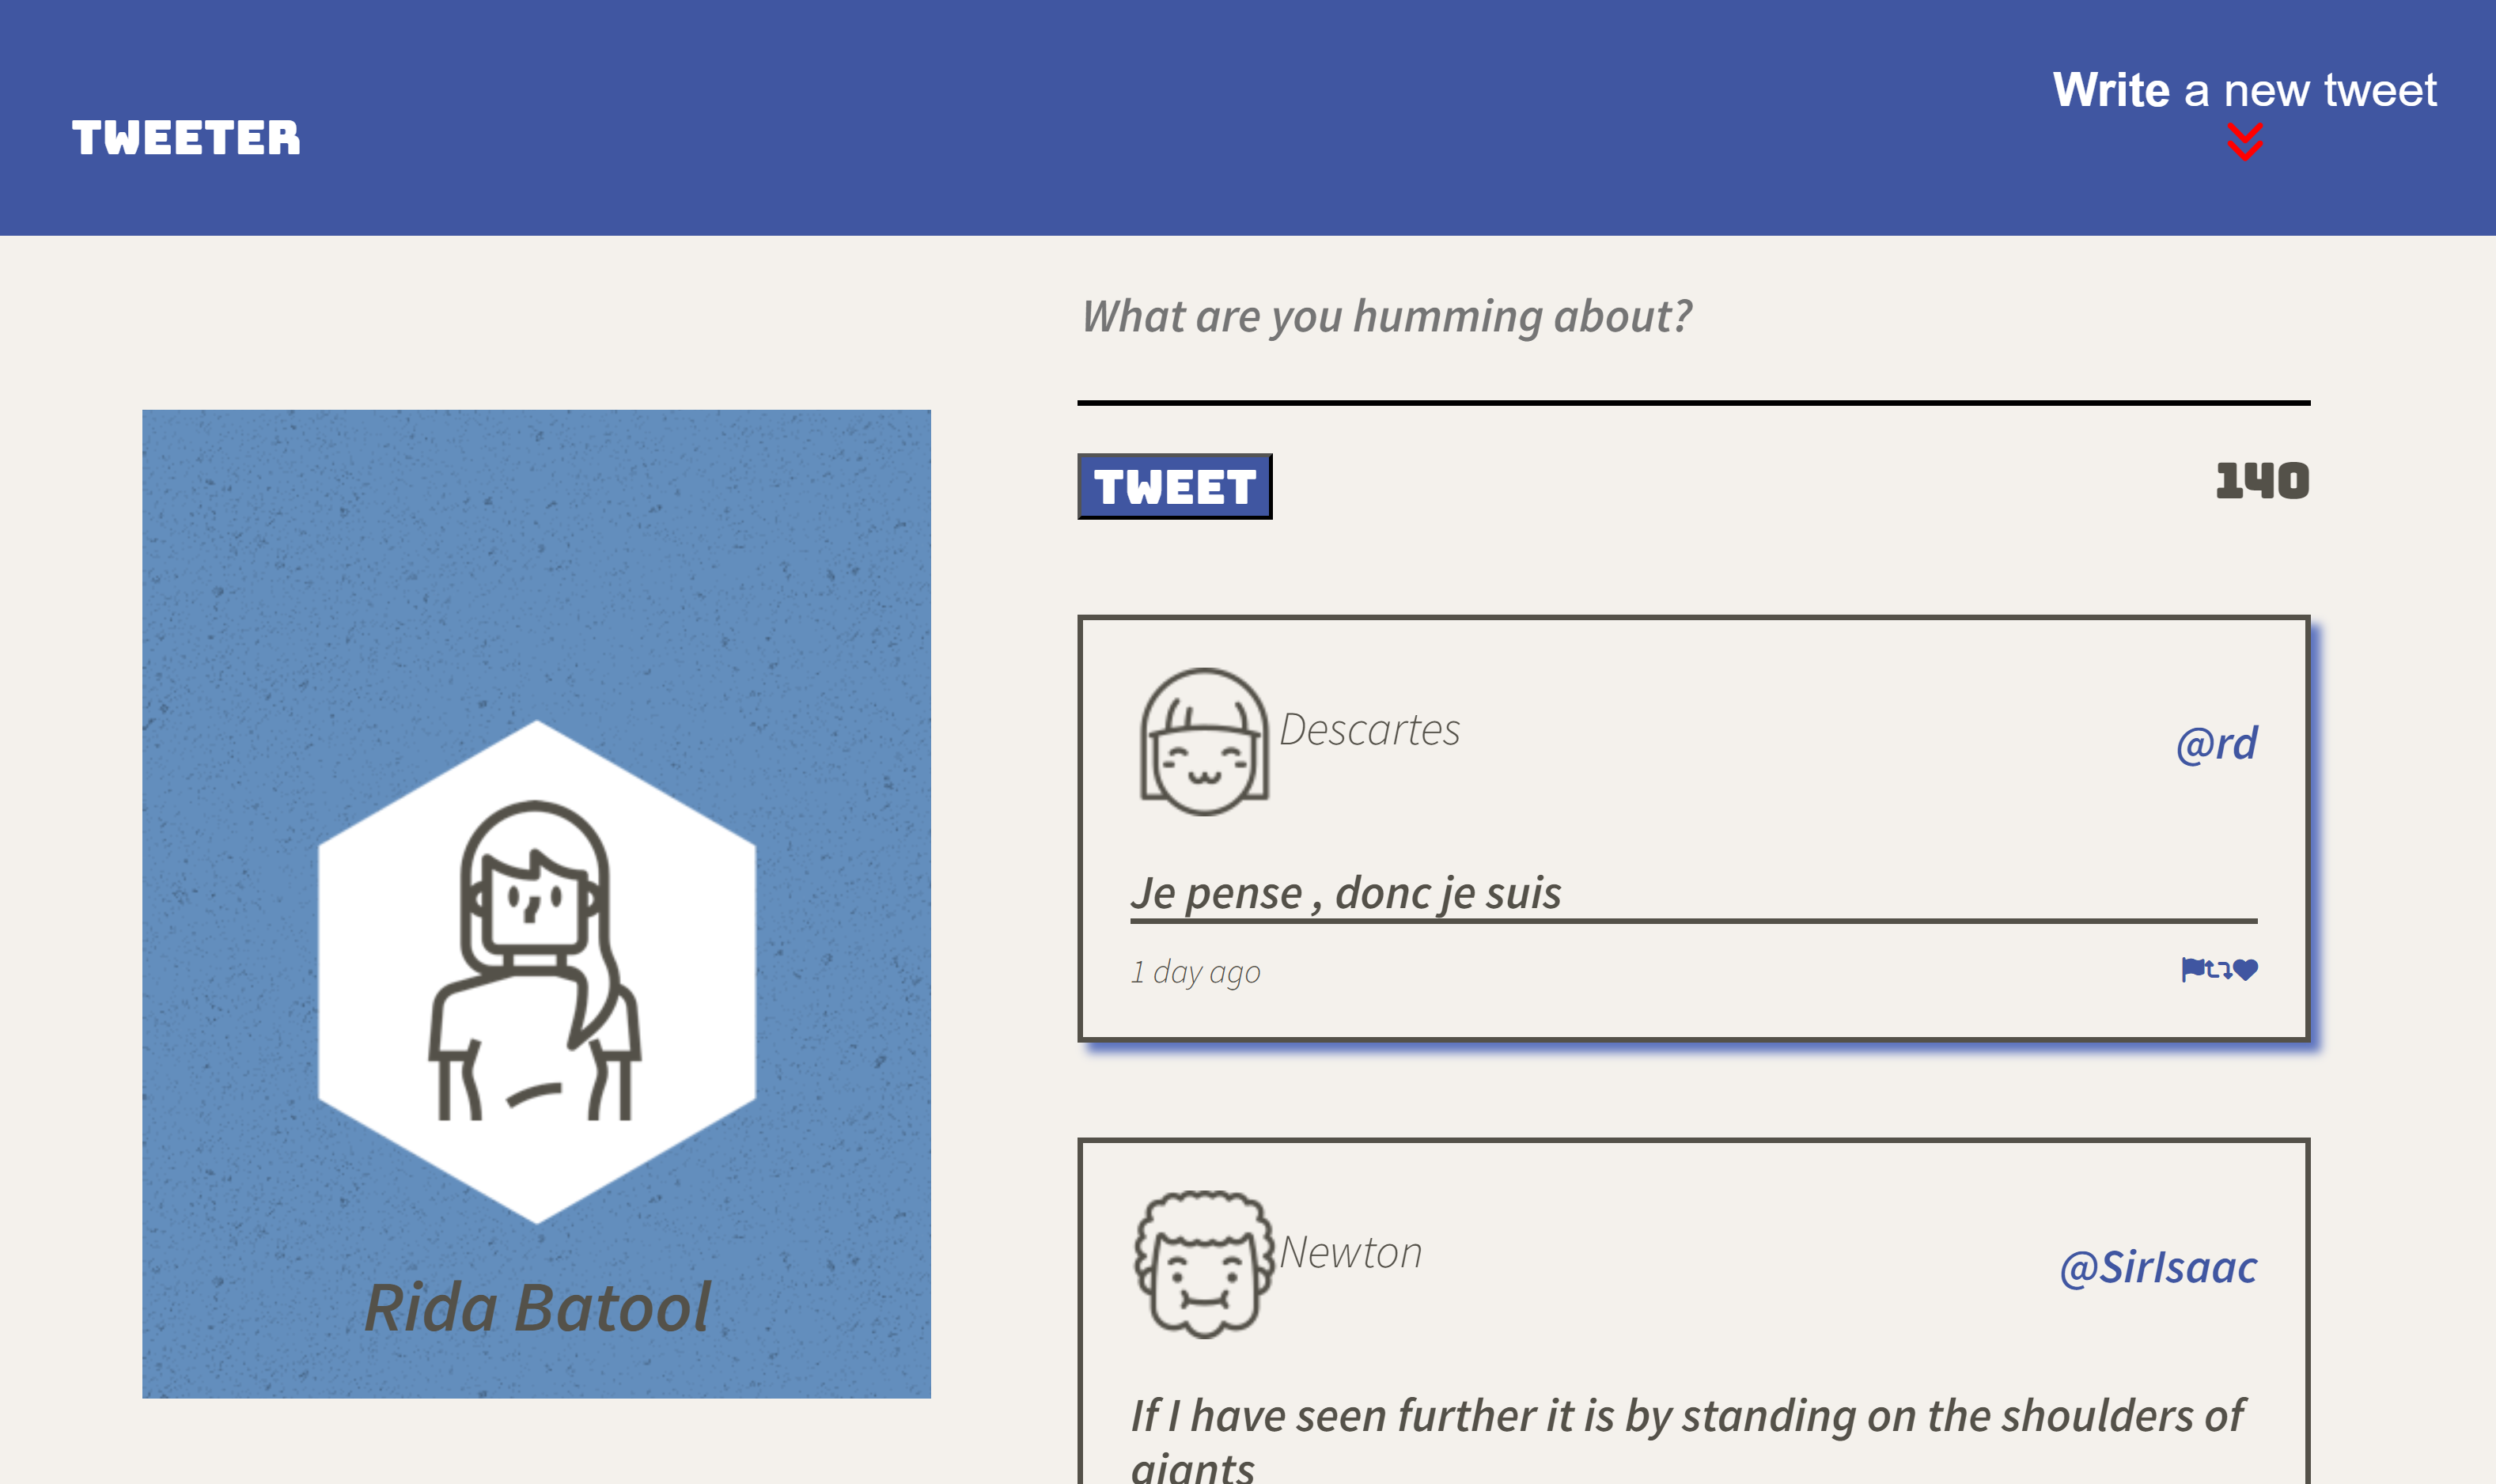 TWEETER
Write a new tweet
What are you humming about?
TWEET
140
Descartes
@rd
Je pense , donc je suis
1 day ago
Rida Batool
Newton
@SirIsaac
If I have seen further it is by standing on the shoulders of
giants